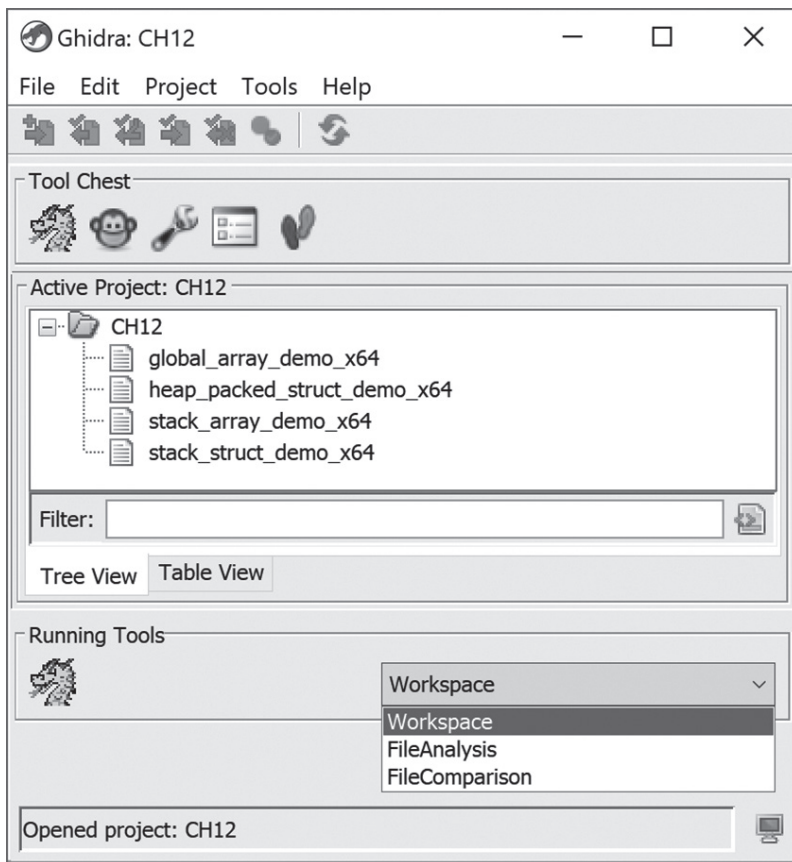 Ghidra: CH12
File Edit Project Tools Help
Tool Chest
Active Project: CH12
CH12
global_array_demo_x64
heap_packed_struct_demo_x64
stack_array_demo_x64
stack_struct_demo_x64
Filter:
Tree View Table View
Running Tools
Workspace
Workspace
FileAnalysis
FileComparison
Opened project: CH12